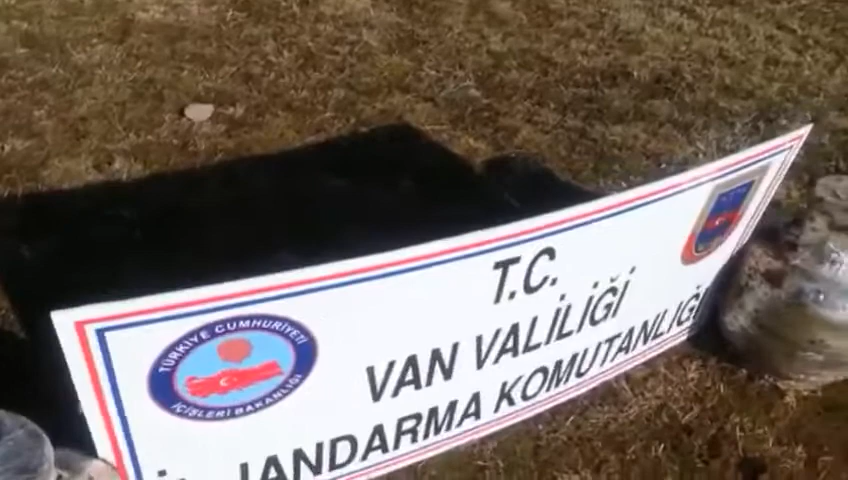 T.C.
VAN VALİLİĞİ
JANDARMA KOMUTANLIĞI
TÜRKİYE CUMHURİYETİ
İÇİŞLERİ BAKANLIĞI